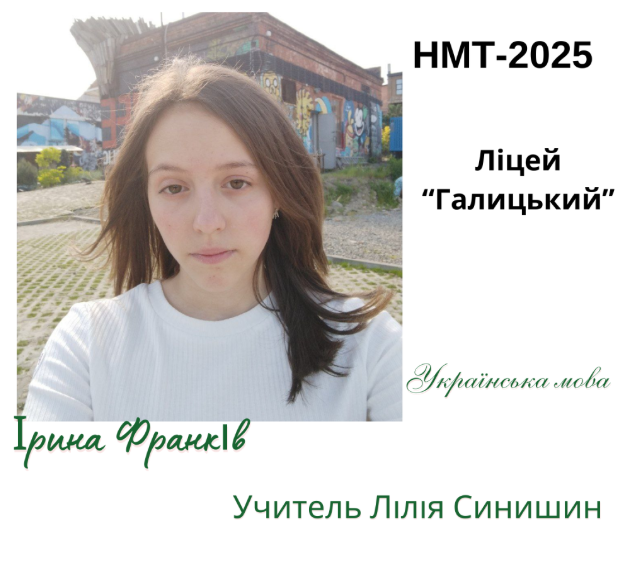 НМТ-2025
Ліцей
“Галицький”
Українська мова
Ірина Франків
Учитель Лілія Синишин